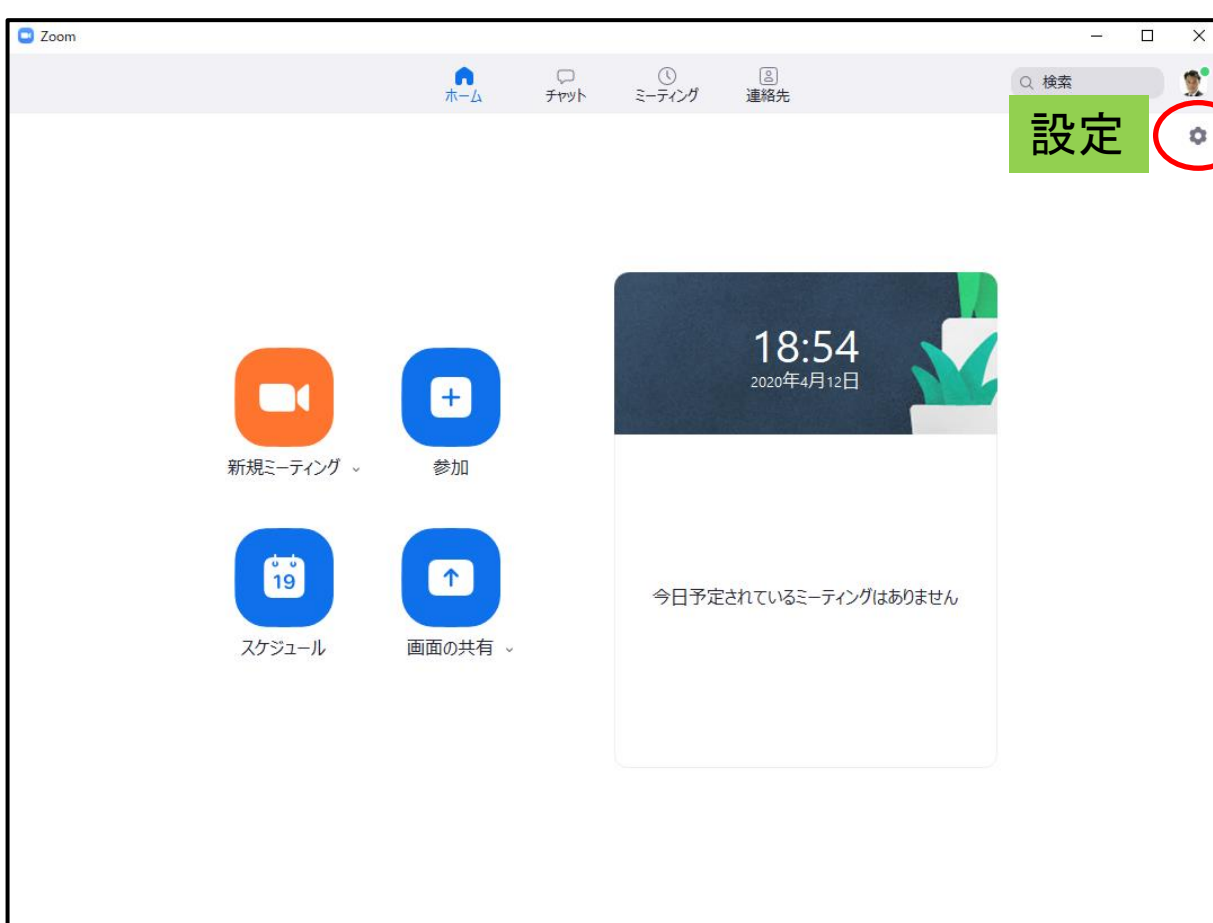 Zoom
ホーム
チャット
ミーティング
連絡先
検索
設定
18:54
2020年4月12日
新規ミーティング
参加
19
スケジュール
画面の共有
今日予定されているミーティングはありません